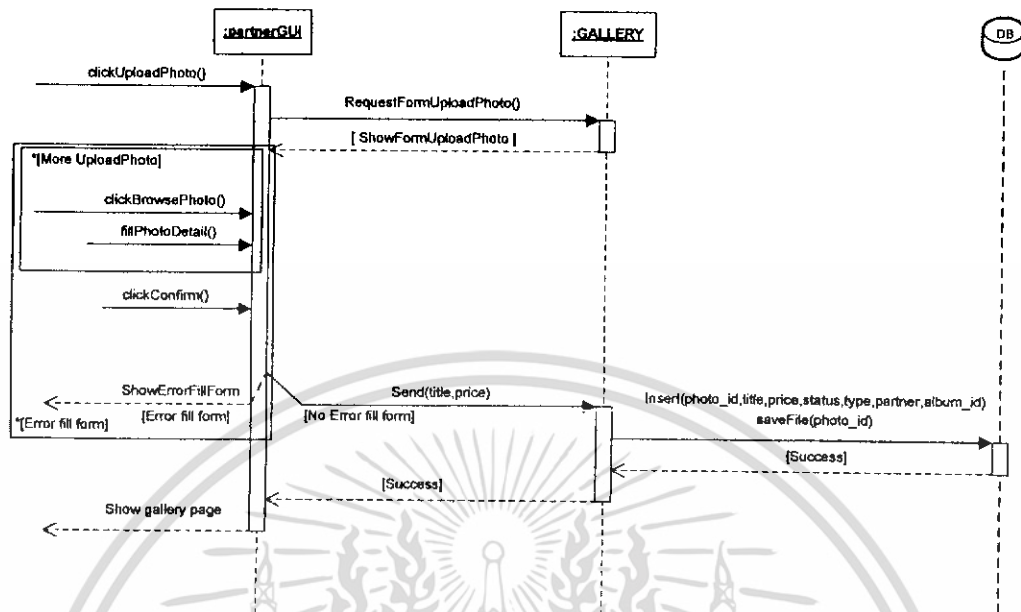 :partnerGUI
:GALLERY
DB
clickUploadPhoto()
RequestFormUploadPhoto()
[ ShowFormUploadPhoto ]
*[More UploadPhoto]
clickBrowsePhoto()
fillPhotoDetail()
clickConfirm()
ShowErrorFillForm
Send(title,price)
Insert(photo_id,title,price,status,type,partner,album_id)
*[Error fill form]
[Error fill form]
[No Error fill form]
saveFile(photo_id)
[Success]
[Success]
Show gallery page